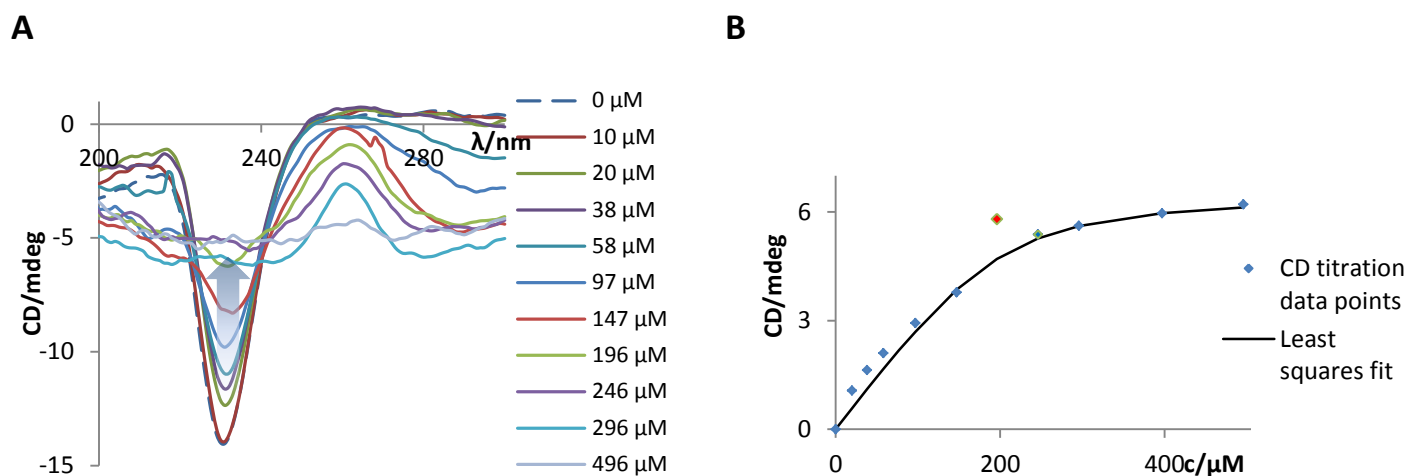 A
0
-5
-10
-15
CD/mdeg
200
240
280
λ/nm
0 µM
10 µM
20 µM
38 µM
58 µM
97 µM
147 µM
196 µM
246 µM
296 µM
496 µM
B
6
3
0
CD/mdeg
0
200
400
c/µM
CD titration
data points
Least
squares fit